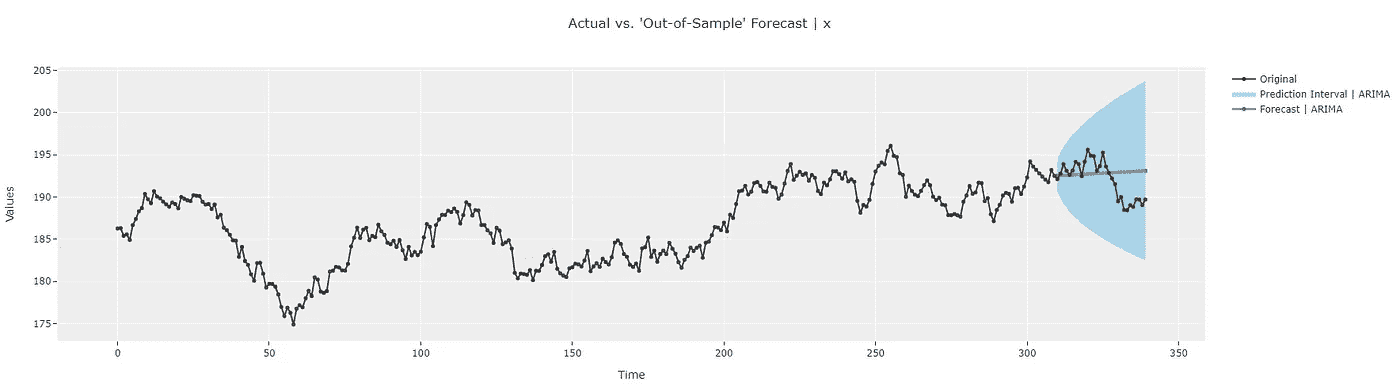 Actual vs. 'Out-of-Sample' Forecast | x
205
200
195
190
185
180
175
Values
0
50
100
150
200
250
300
350
Time
Original
Prediction Interval | ARIMA
Forecast | ARIMA